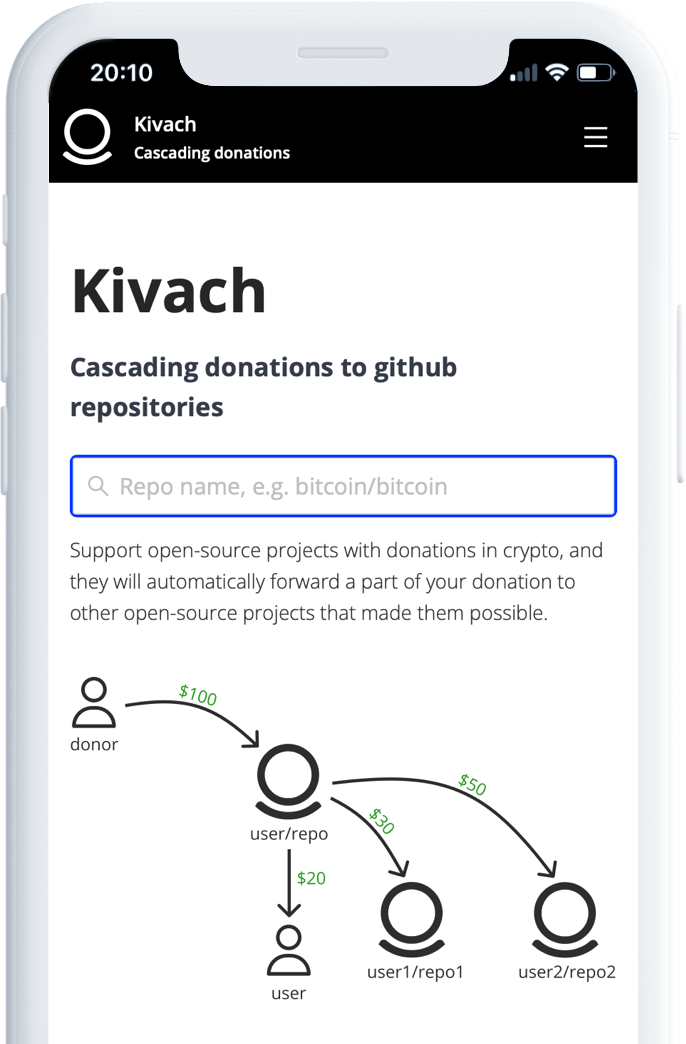 20:10
Kivach
Cascading donations
Kivach
Cascading donations to github
repositories
Repo name, e.g. bitcoin/bitcoin
Support open-source projects with donations in crypto, and
they will automatically forward a part of your donation to
other open-source projects that made them possible.
$100
donor
$50
$30
user/repo
$20
user1/repo1
user2/repo2
user